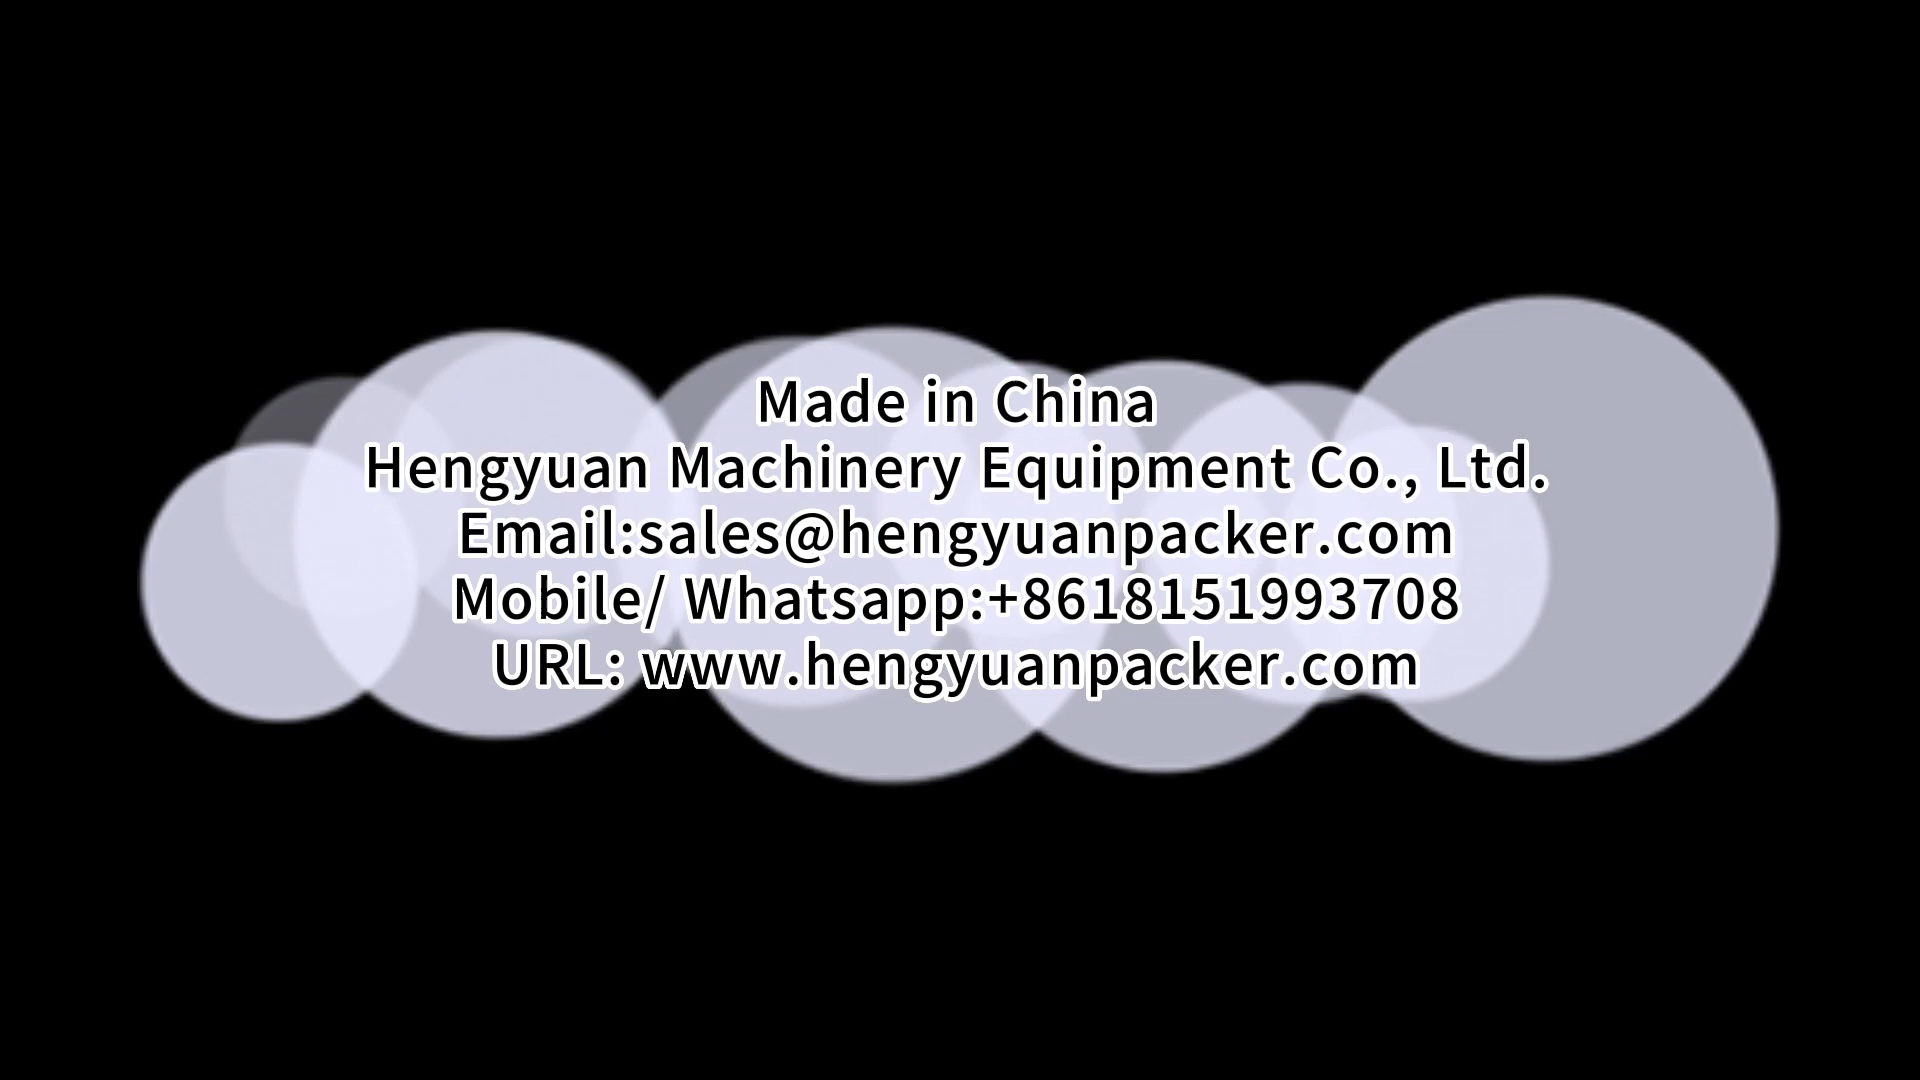 Made in China
Hengyuan Machinery Equipment Co., Ltd.
Email:sales@hengyuanpacker.com
Mobile/ Whatsapp:+8618151993708
URL: www.hengyuanpacker.com